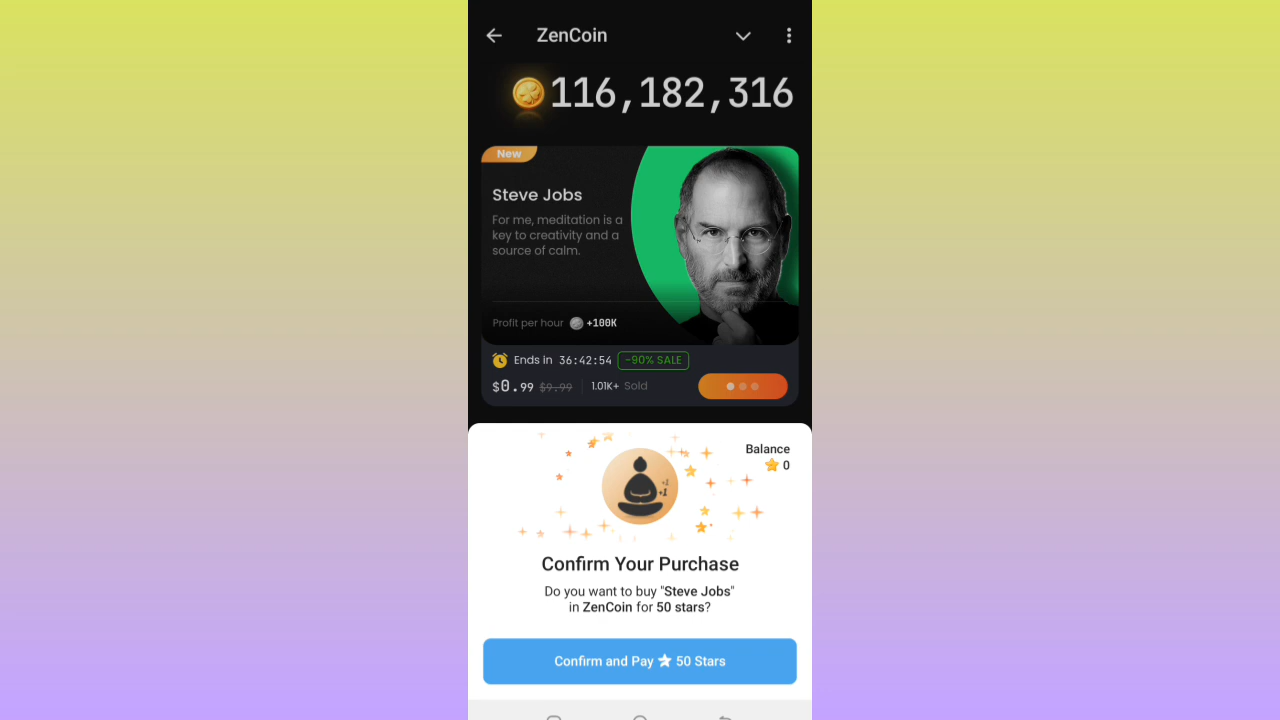 ZenCoin
116,182,316
New
Steve Jobs
For me, meditation is a
key to creativity and a
source of calm.
Profit per hour +100K
Ends in 36:42:54 -90% SALE
$0.99 $9.99 1.01K+ Sold
Balance
0
+1
+1
Confirm Your Purchase
Do you want to buy "Steve Jobs"
in ZenCoin for 50 stars?
Confirm and Pay 50 Stars